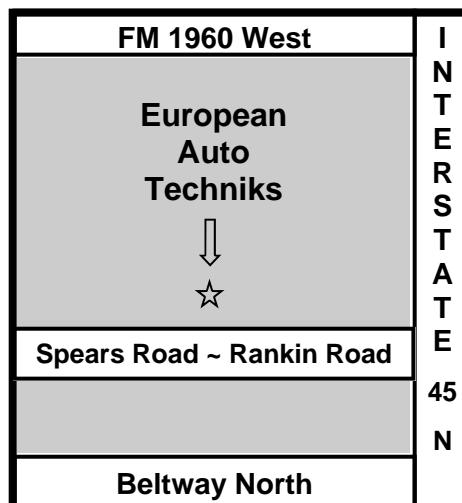 FM 1960 West
European
Auto
Techniks
Spears Road ~ Rankin Road
Beltway North
INTERSTATE
45
N